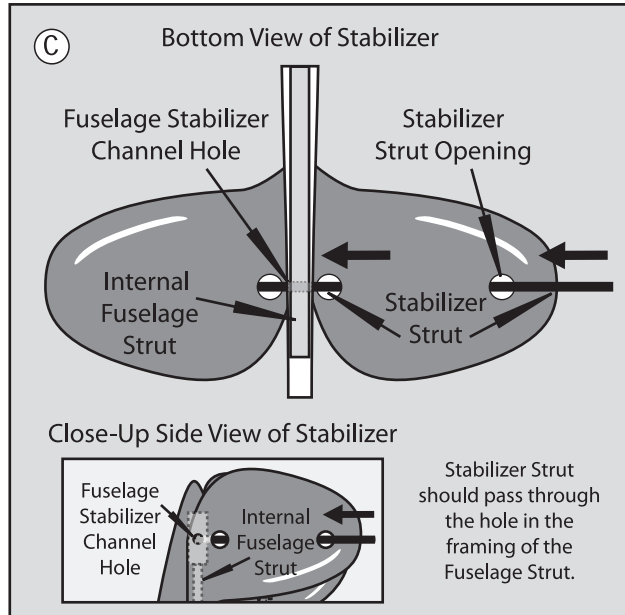 C
Bottom View of Stabilizer
Fuselage Stabilizer
Channel Hole
Stabilizer
Strut Opening
Internal
Fuselage
Strut
Stabilizer
Strut
Close-Up Side View of Stabilizer
Fuselage
Stabilizer
Channel
Hole
Internal
Fuselage
Strut
Stabilizer Strut
should pass through
the hole in the
framing of the
Fuselage Strut.